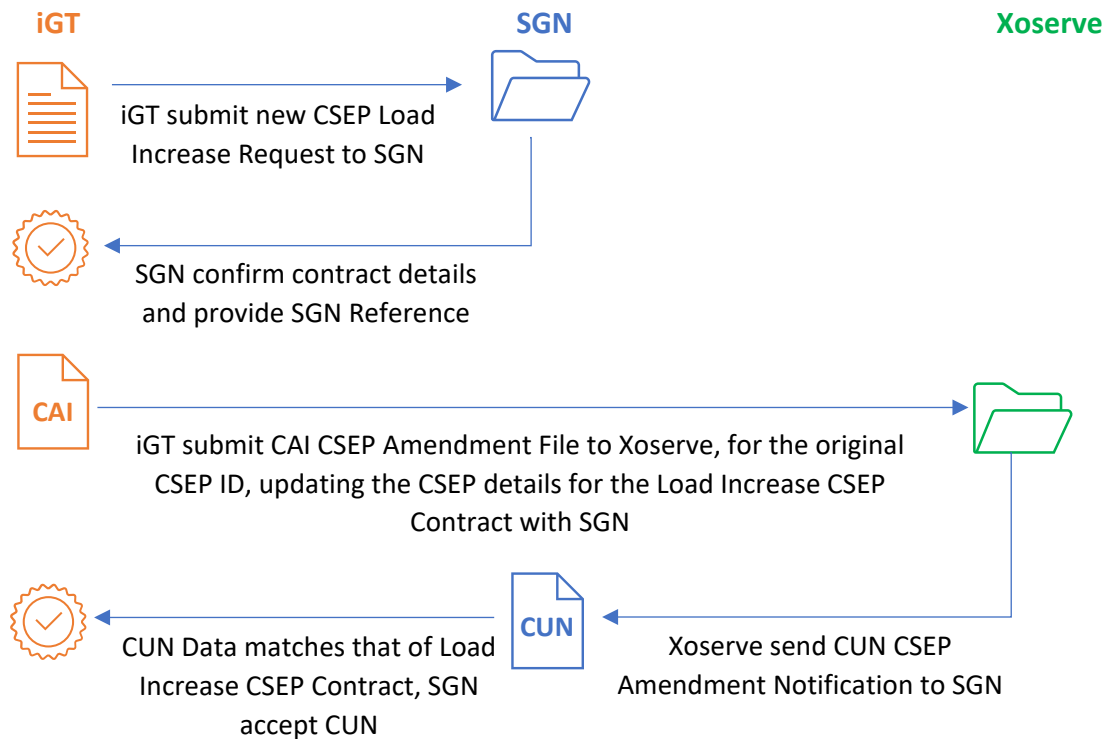 iGT
SGN
Xoserve
iGT submit new CSEP Load
Increase Request to SGN
SGN confirm contract details
and provide SGN Reference
CAI
iGT submit CAI CSEP Amendment File to Xoserve, for the original
CSEP ID, updating the CSEP details for the Load Increase CSEP
Contract with SGN
CUN
CUN Data matches that of Load
Increase CSEP Contract, SGN
accept CUN
Xoserve send CUN CSEP
Amendment Notification to SGN